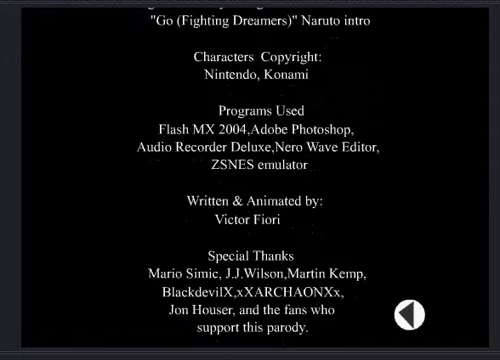 "Go (Fighting Dreamers)" Naruto intro
Characters Copyright:
Nintendo, Konami
Programs Used
Flash MX 2004,Adobe Photoshop,
Audio Recorder Deluxe,Nero Wave Editor,
ZSNES emulator
Written & Animated by:
Victor Fiori
Special Thanks
Mario Simic, J.J.Wilson,Martin Kemp,
BlackdevilX,xXARCHAONXx,
Jon Houser, and the fans who
support this parody.